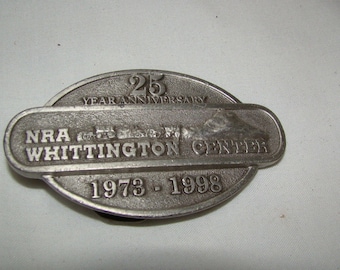 25
YEAR ANNIVERSARY
NRA
WHITTINGTON CENTER
1973 - 1998